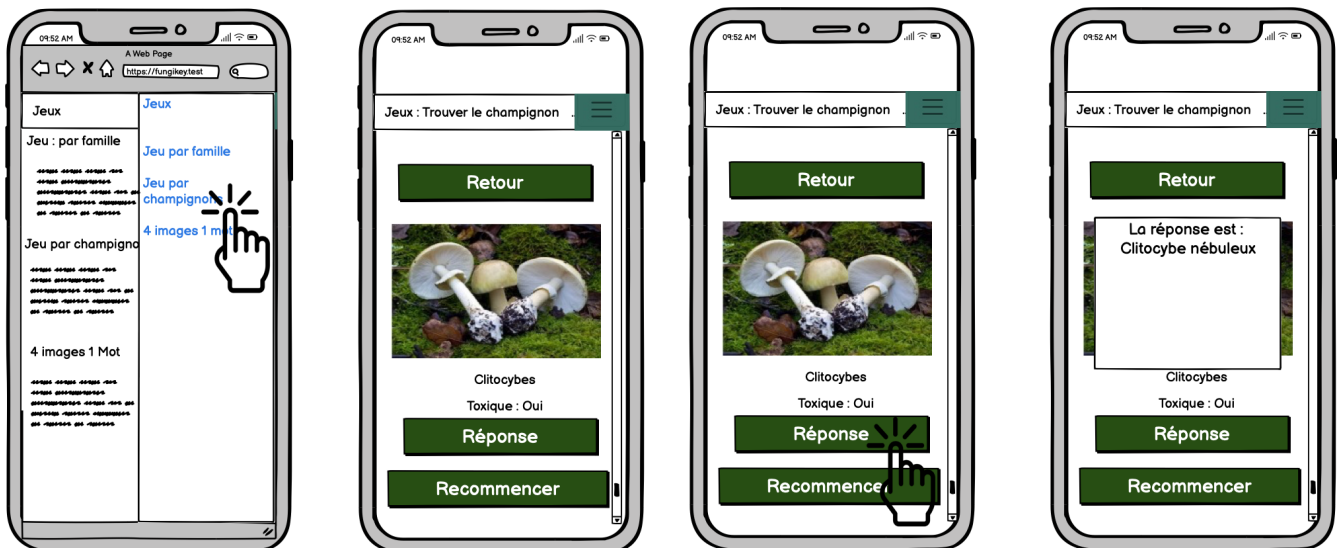 09:52 AM
A Web Page
https://fungikey.test
Jeux
Jeu : par famille
Jeu par champigno
4 images 1 Mot
Jeux
Jeu par famille
Jeu par
champignons
4 images 1 mot
09:52 AM
Jeux : Trouver le champignon ..
Retour
Clitocybes
Toxique : Oui
Réponse
Recommencer
09:52 AM
Jeux : Trouver le champignon ..
Retour
Clitocybes
Toxique : Oui
Réponse
Recommencer
09:52 AM
Jeux : Trouver le champignon ..
Retour
La réponse est :
Clitocybe nébuleux
Clitocybes
Toxique : Oui
Réponse
Recommencer